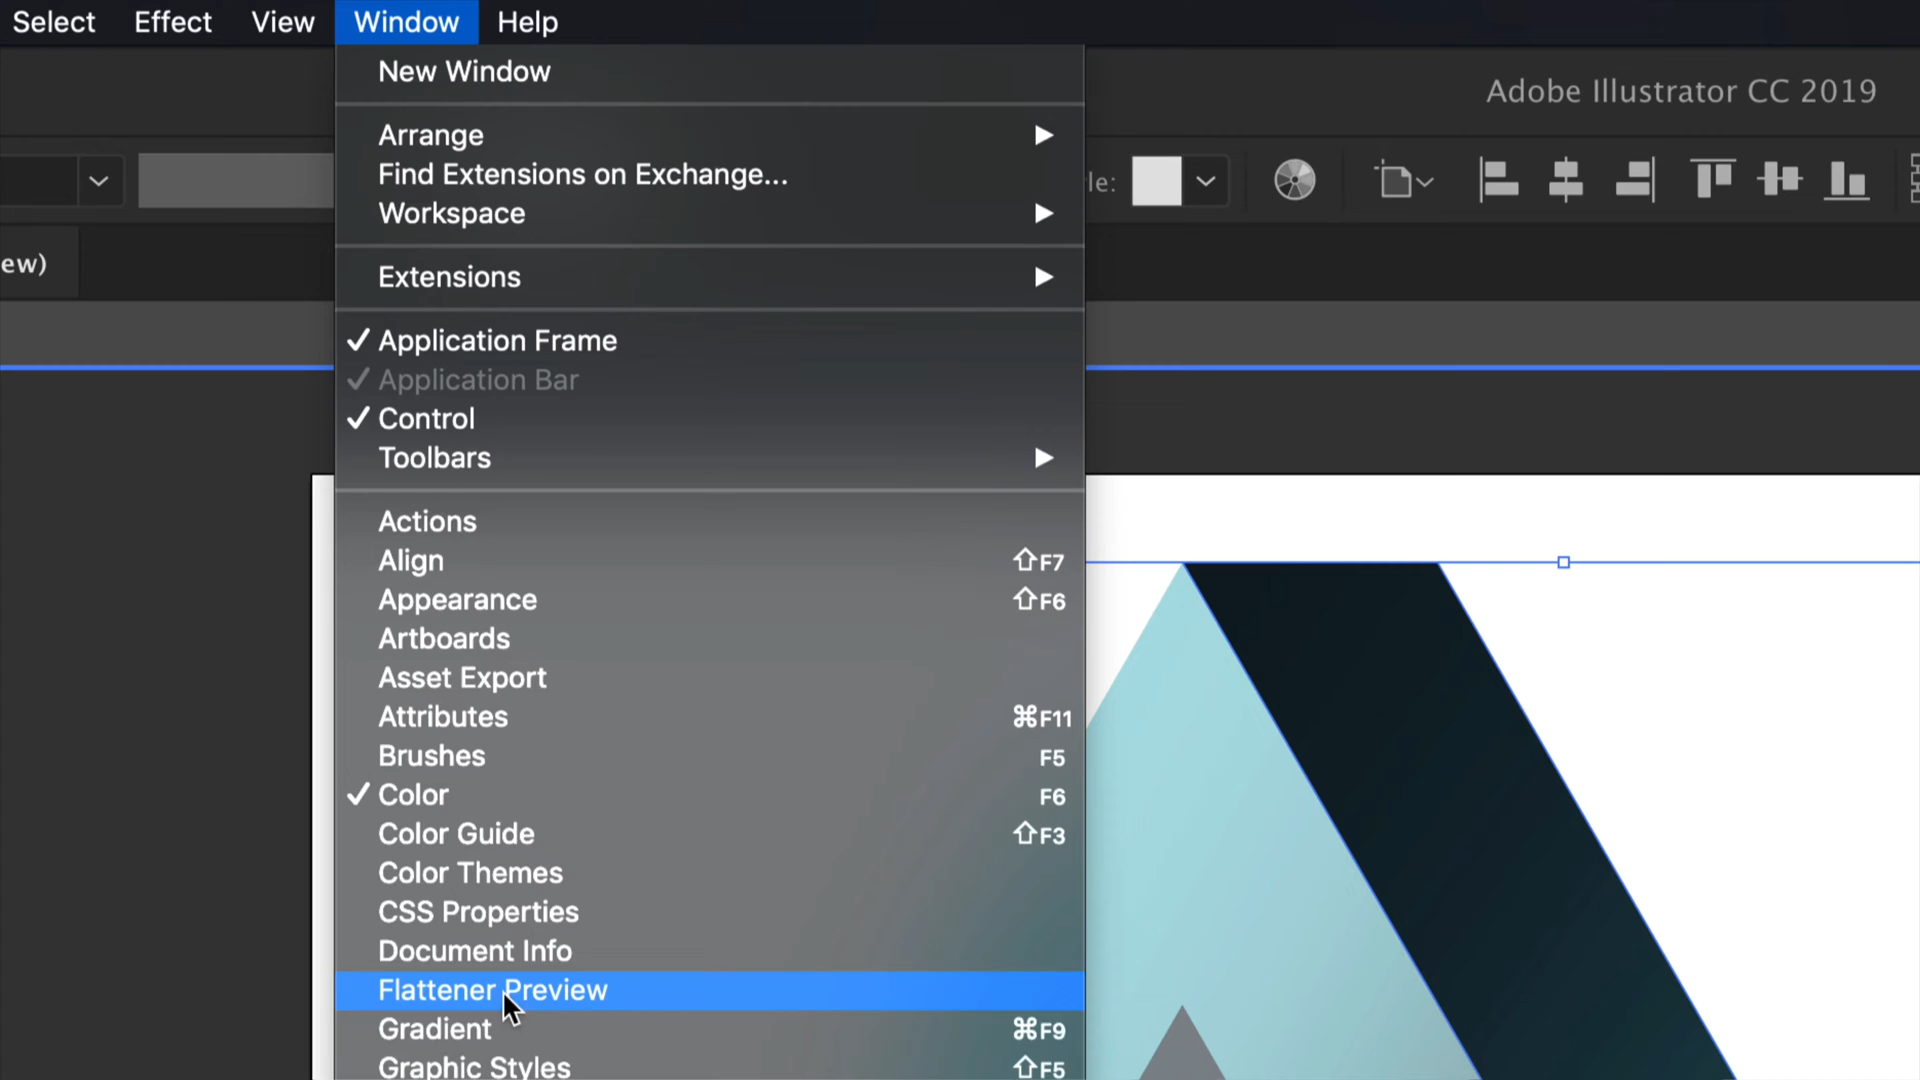 Select Effect View Window Help
Adobe Illustrator CC 2019
New Window
Arrange
Find Extensions on Exchange...
Workspace
le:
ew)
Extensions
✓ Application Frame
✓ Application Bar
✓ Control
Toolbars
Actions
Align ⇧F7
Appearance ⇧F6
Artboards
Asset Export
Attributes ⌘F11
Brushes F5
✓ Color F6
Color Guide ⇧F3
Color Themes
CSS Properties
Document Info
Flattener Preview
Gradient ⌘F9
Graphic Styles ⇧F5